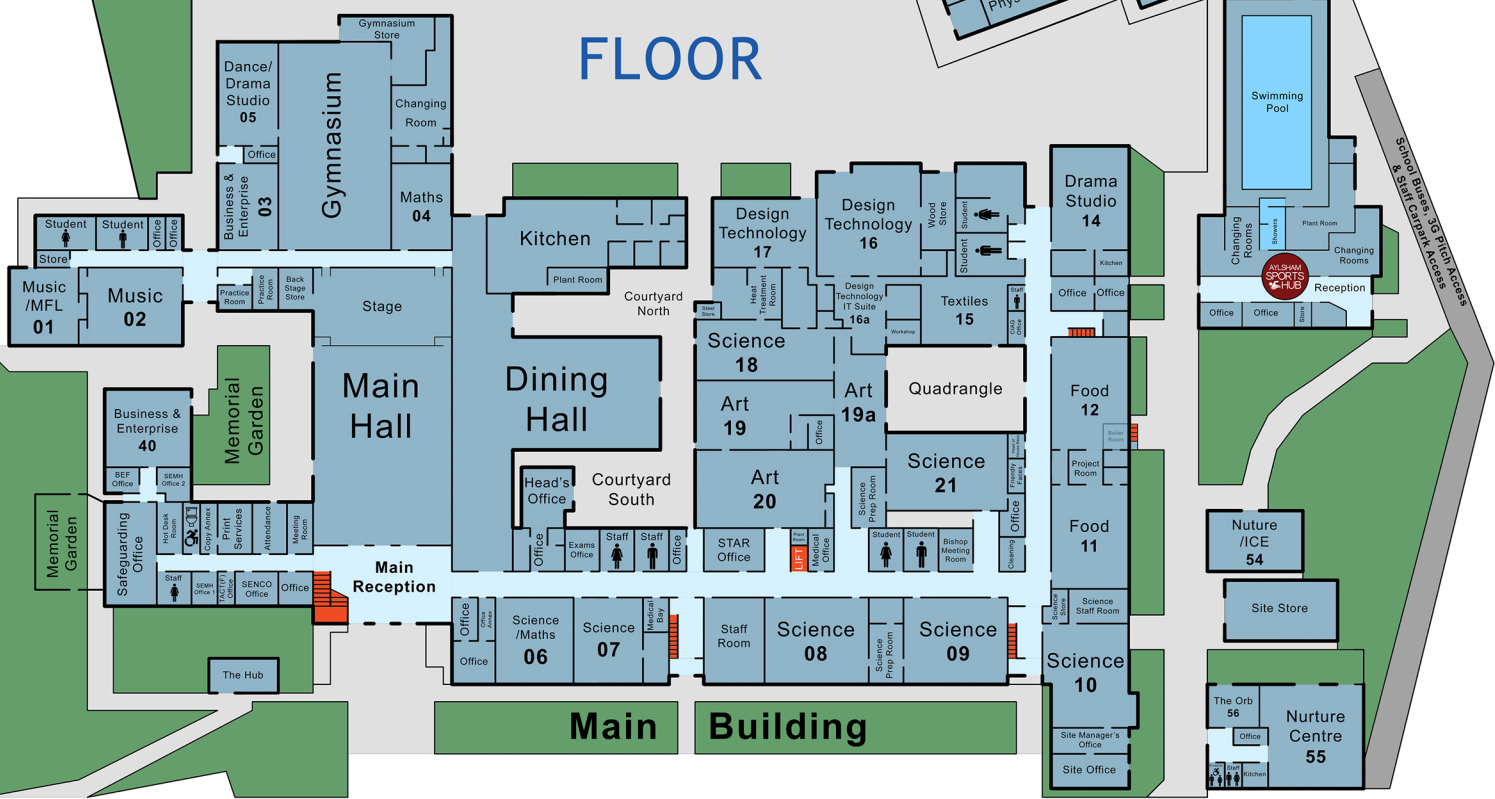 Phys
FLOOR
Gymnasium
Store
Dance/
Drama
Studio
05
Gymnasium
Changing
Room
Office
Business &
Enterprise
03
Maths
04
Swimming
Pool
School Buses, 3G Pitch Access
& Staff Carpark Access
Student
Student
Office
Office
Store
Music
/MFL
01
Music
02
Practice
Room
Practice
Room
Back
Stage
Store
Stage
Kitchen
Plant Room
Courtyard
North
Design
Technology
17
Design
Technology
16
Wood
Store
Student
Student
Drama
Studio
14
Kitchen
Office
Office
Heat
Treatment
Room
Steel
Store
Design
Technology
IT Suite
16a
Workshop
Textiles
15
Staff
CIAG
Office
Changing
Rooms
Showers
Plant Room
Changing
Rooms
AYLSHAM
SPORTS
HUB
Reception
Office
Office
Store
Main
Hall
Dining
Hall
Science
18
Art
19
Office
Art
19a
Quadrangle
Food
12
Boiler
Room
Project
Room
Business &
Enterprise
40
BEF
Office
SEMH
Office 2
Memorial
Garden
Memorial
Garden
Head's
Office
Courtyard
South
Art
20
Science
Prep Room
Science
21
Friendly
Faces
Office
Food
11
Safeguarding
Office
Hot Desk
Room
Copy Annex
Print
Services
Attendance
Meeting
Room
Office
Exams
Office
Staff
Staff
Office
STAR
Office
Plant
Room
LIFT
Medical
Office
Student
Student
Bishop
Meeting
Room
Cleaning
Nuture
/ICE
54
Staff
SEMH
Office 1
TACT(F)
Office
SENCO
Office
Office
Main
Reception
Office
Office
Annex
Office
Science
/Maths
06
Science
07
Medical
Bay
Staff
Room
Science
08
Science
Prep Room
Science
09
Science
Store
Science
Staff Room
Science
10
Site Store
The Hub
Main Building
Site Manager's
Office
Site Office
The Orb
56
Office
Staff
Kitchen
Nurture
Centre
55